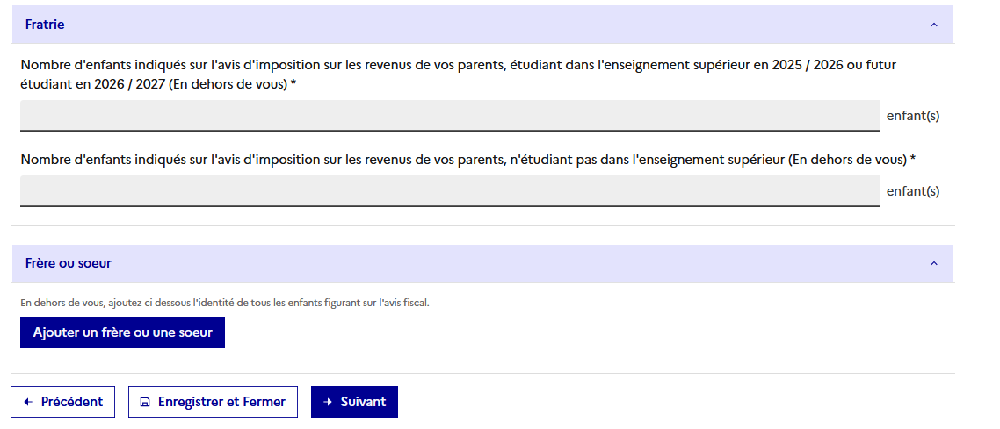 Fratrie
Nombre d'enfants indiqués sur l'avis d'imposition sur les revenus de vos parents, étudiant dans l'enseignement supérieur en 2025 / 2026 ou futur
étudiant en 2026 / 2027 (En dehors de vous) *
enfant(s)
Nombre d'enfants indiqués sur l'avis d'imposition sur les revenus de vos parents, n'étudiant pas dans l'enseignement supérieur (En dehors de vous) *
enfant(s)
Frère ou soeur
En dehors de vous, ajoutez ci dessous l'identité de tous les enfants figurant sur l'avis fiscal.
Ajouter un frère ou une soeur
Précédent Enregistrer et Fermer Suivant